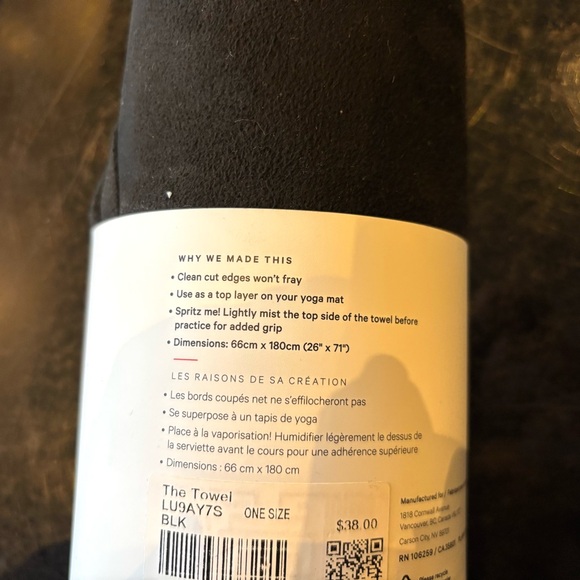 WHY WE MADE THIS
• Clean cut edges won't fray
• Use as a top layer on your yoga mat
• Spritz me! Lightly mist the top side of the towel before
practice for added grip
• Dimensions: 66cm x 180cm (26" x 71")
LES RAISONS DE SA CRÉATION
• Les bords coupés net ne s'effilocheront pas
• Se superpose à un tapis de yoga
• Place à la vaporisation! Humidifier légèrement le dessus de
la serviette avant le cours pour une adhérence supérieure
• Dimensions : 66 cm x 180 cm
The Towel
LU9AY7S ONE SIZE
BLK
$38.00
Manufactured for /
1818 Cornwall Avenue
Vancouver, BC, Canada
Carson City, NV
RN 106259 / CA
Please recycle